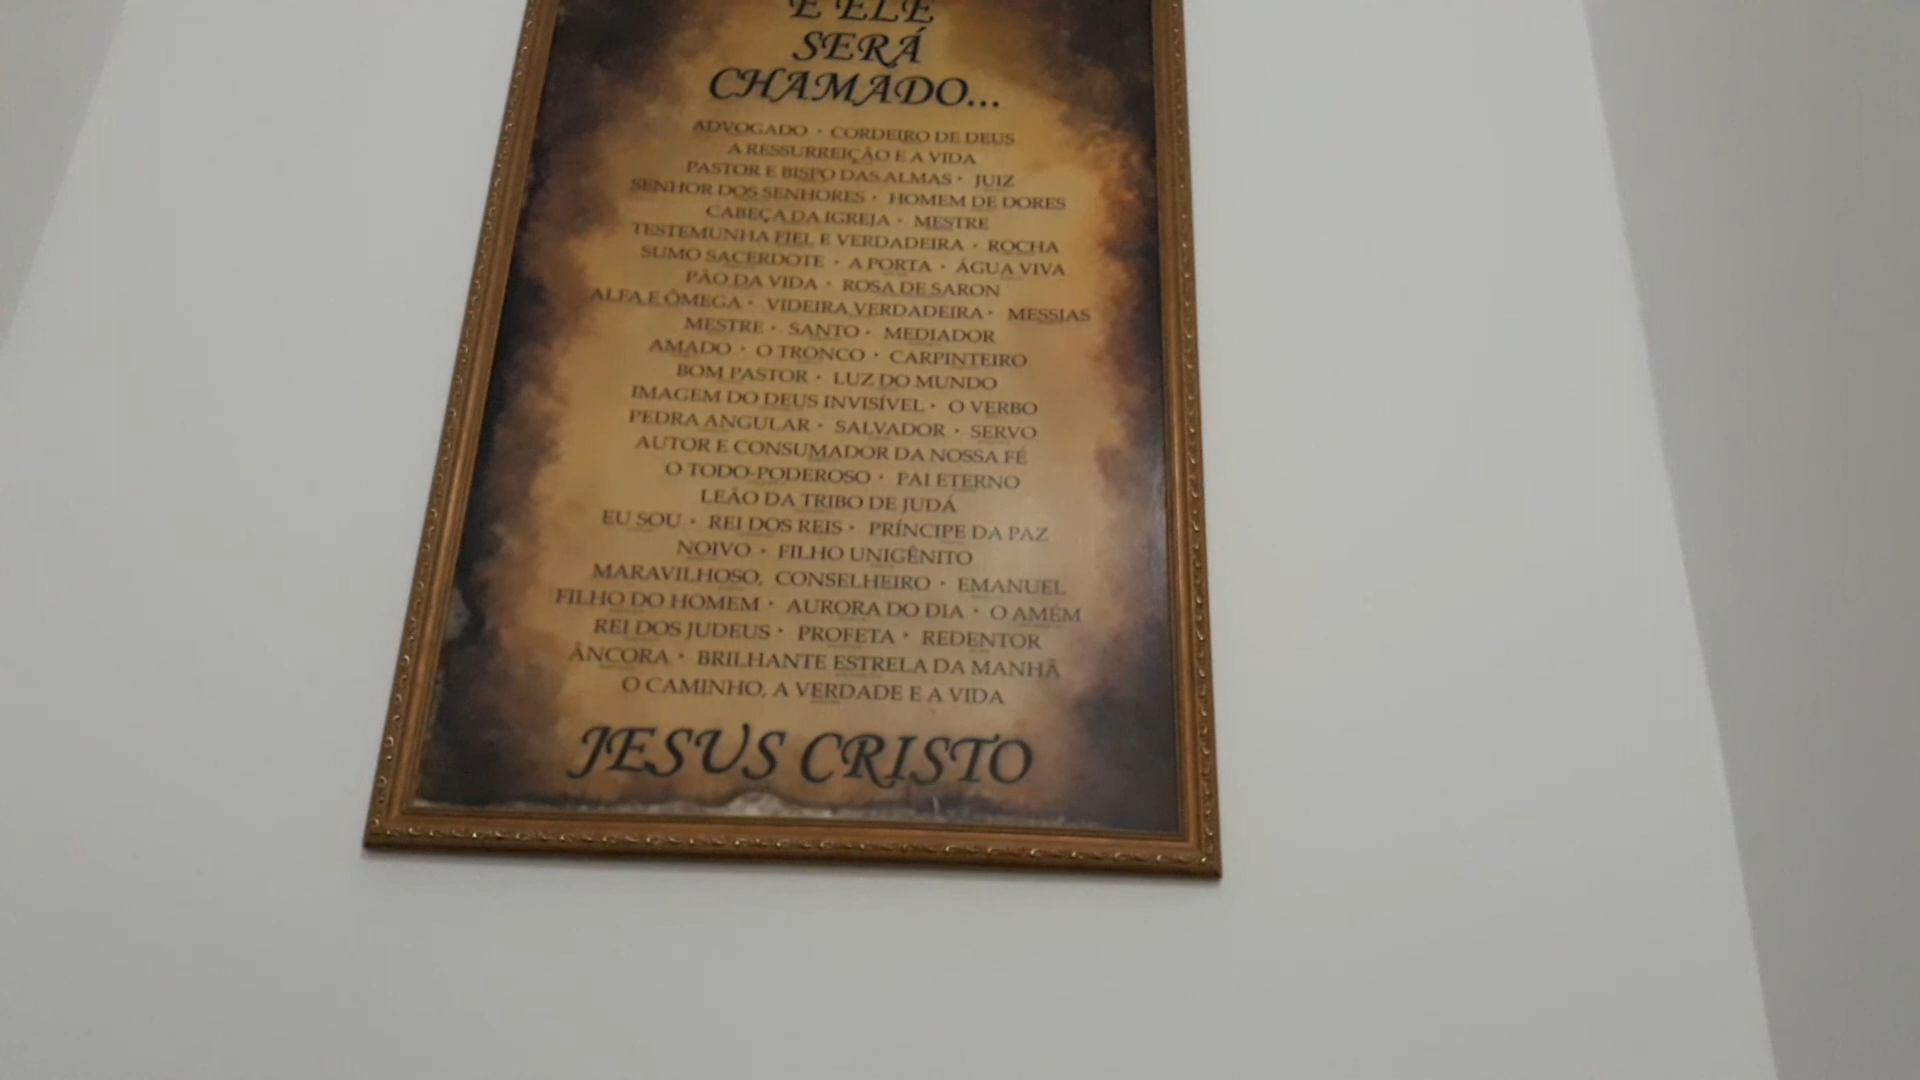 E ELE
SERÁ
CHAMADO...
ADVOGADO • CORDEIRO DE DEUS
A RESSURREIÇÃO E A VIDA
PASTOR E BISPO DAS ALMAS • JUIZ
SENHOR DOS SENHORES • HOMEM DE DORES
CABEÇA DA IGREJA • MESTRE
TESTEMUNHA FIEL E VERDADEIRA • ROCHA
SUMO SACERDOTE • A PORTA • ÁGUA VIVA
PÃO DA VIDA • ROSA DE SARON
ALFA E ÔMEGA • VIDEIRA VERDADEIRA • MESSIAS
MESTRE • SANTO • MEDIADOR
AMADO • O TRONCO • CARPINTEIRO
BOM PASTOR • LUZ DO MUNDO
IMAGEM DO DEUS INVISÍVEL • O VERBO
PEDRA ANGULAR • SALVADOR • SERVO
AUTOR E CONSUMADOR DA NOSSA FÉ
O TODO-PODEROSO • PAI ETERNO
LEÃO DA TRIBO DE JUDÁ
EU SOU • REI DOS REIS • PRÍNCIPE DA PAZ
NOIVO • FILHO UNIGÊNITO
MARAVILHOSO, CONSELHEIRO • EMANUEL
FILHO DO HOMEM • AURORA DO DIA • O AMÉM
REI DOS JUDEUS • PROFETA • REDENTOR
ÂNCORA • BRILHANTE ESTRELA DA MANHÃ
O CAMINHO, A VERDADE E A VIDA
JESUS CRISTO